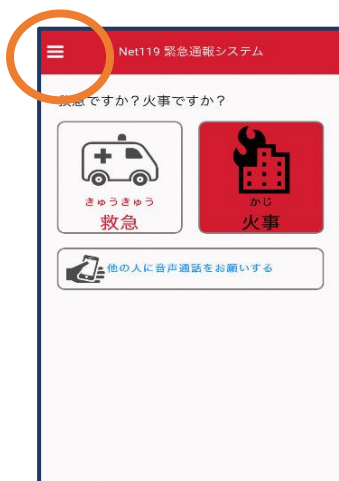 Net119 緊急通報システム
救急ですか？火事ですか？
きゅうきゅう
救急
かじ
火事
他の人に音声通話をお願いする